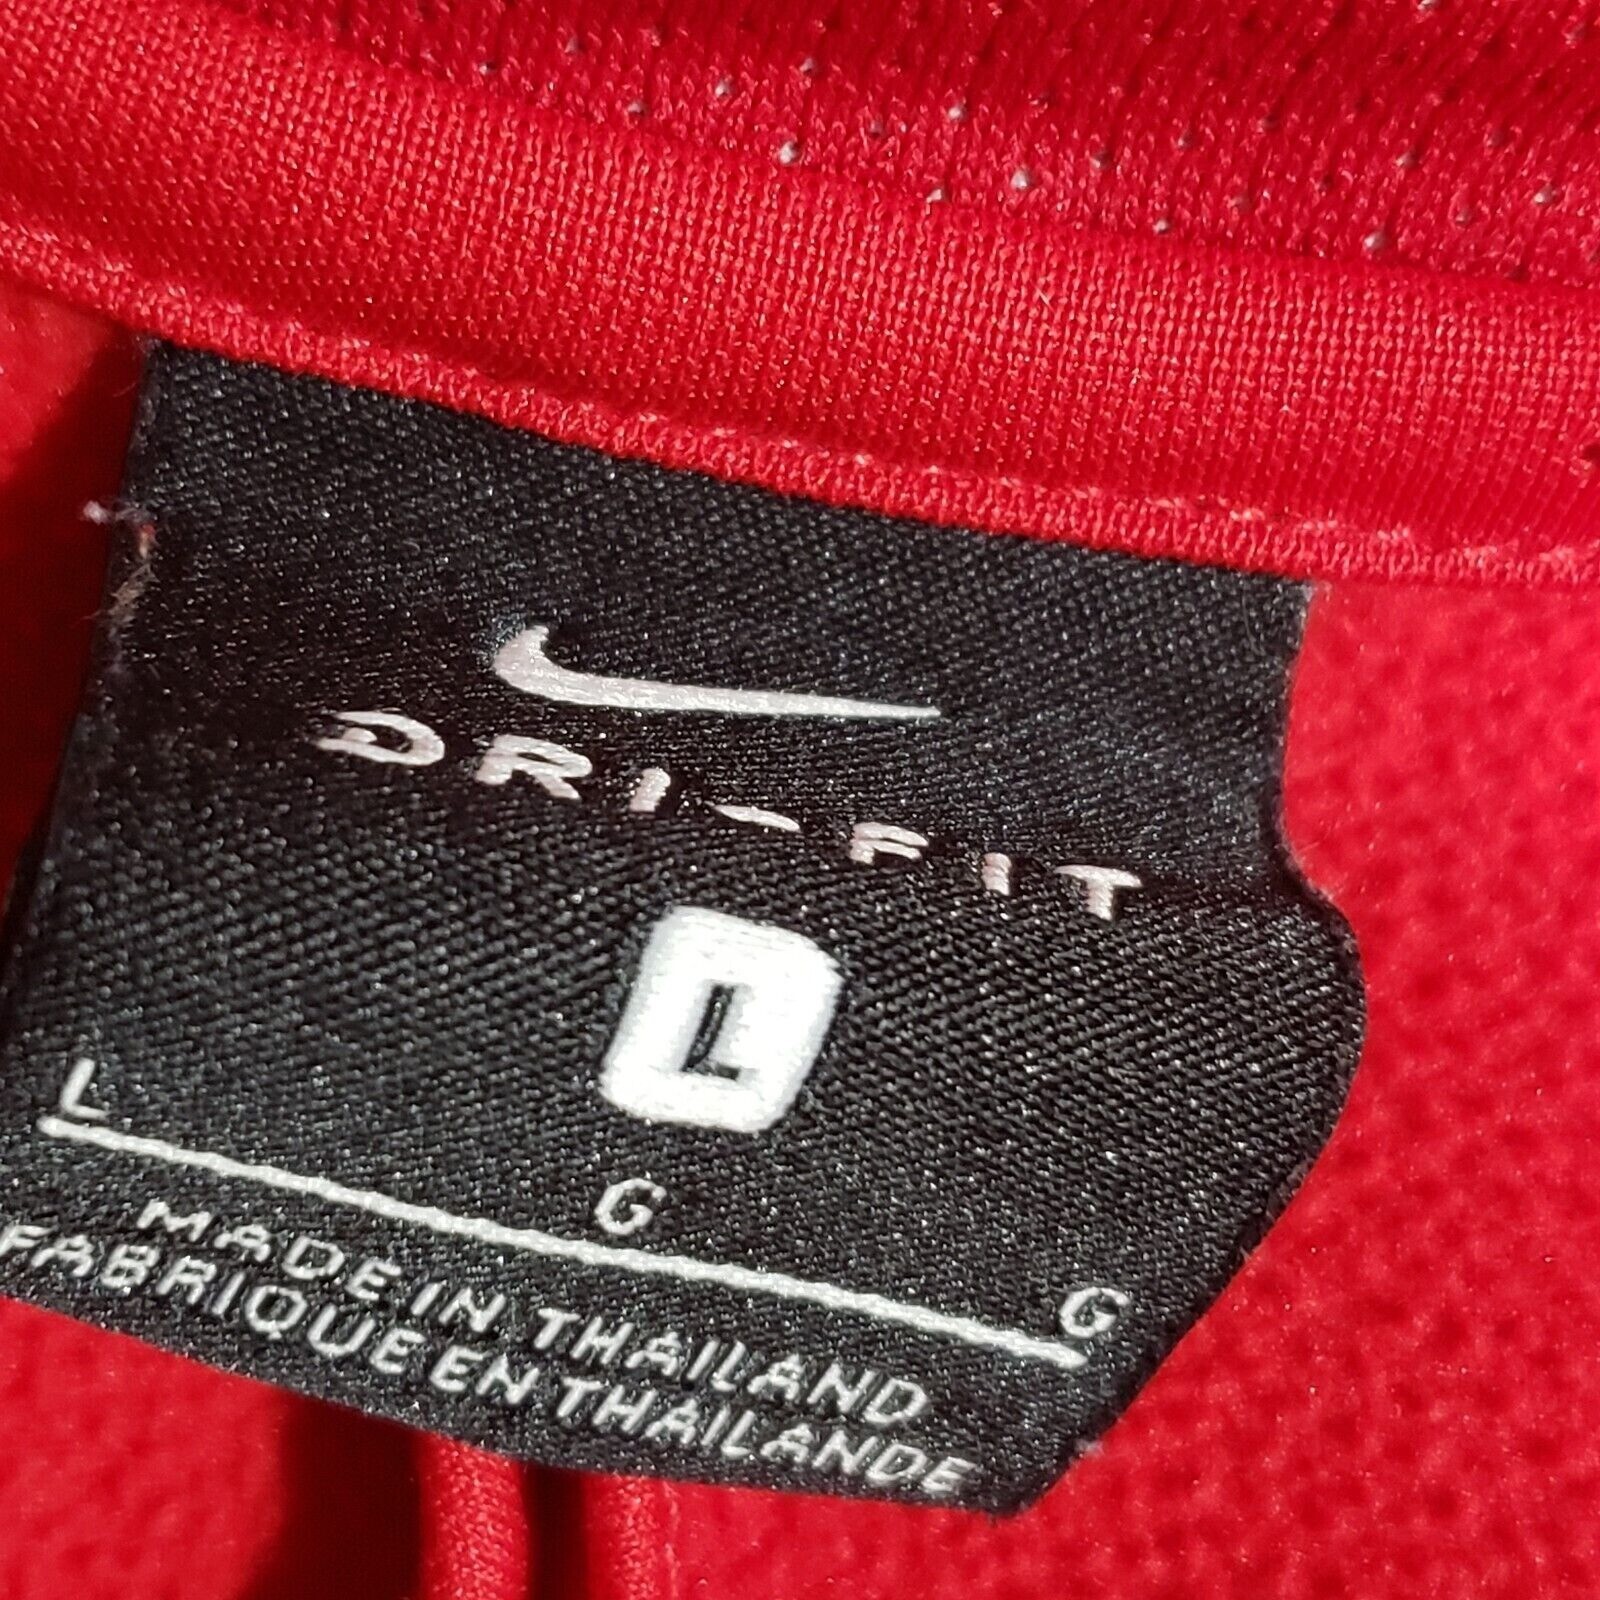 DRI-FIT
L
L G G
MADE IN THAILAND
FABRIQUE EN THAILANDE